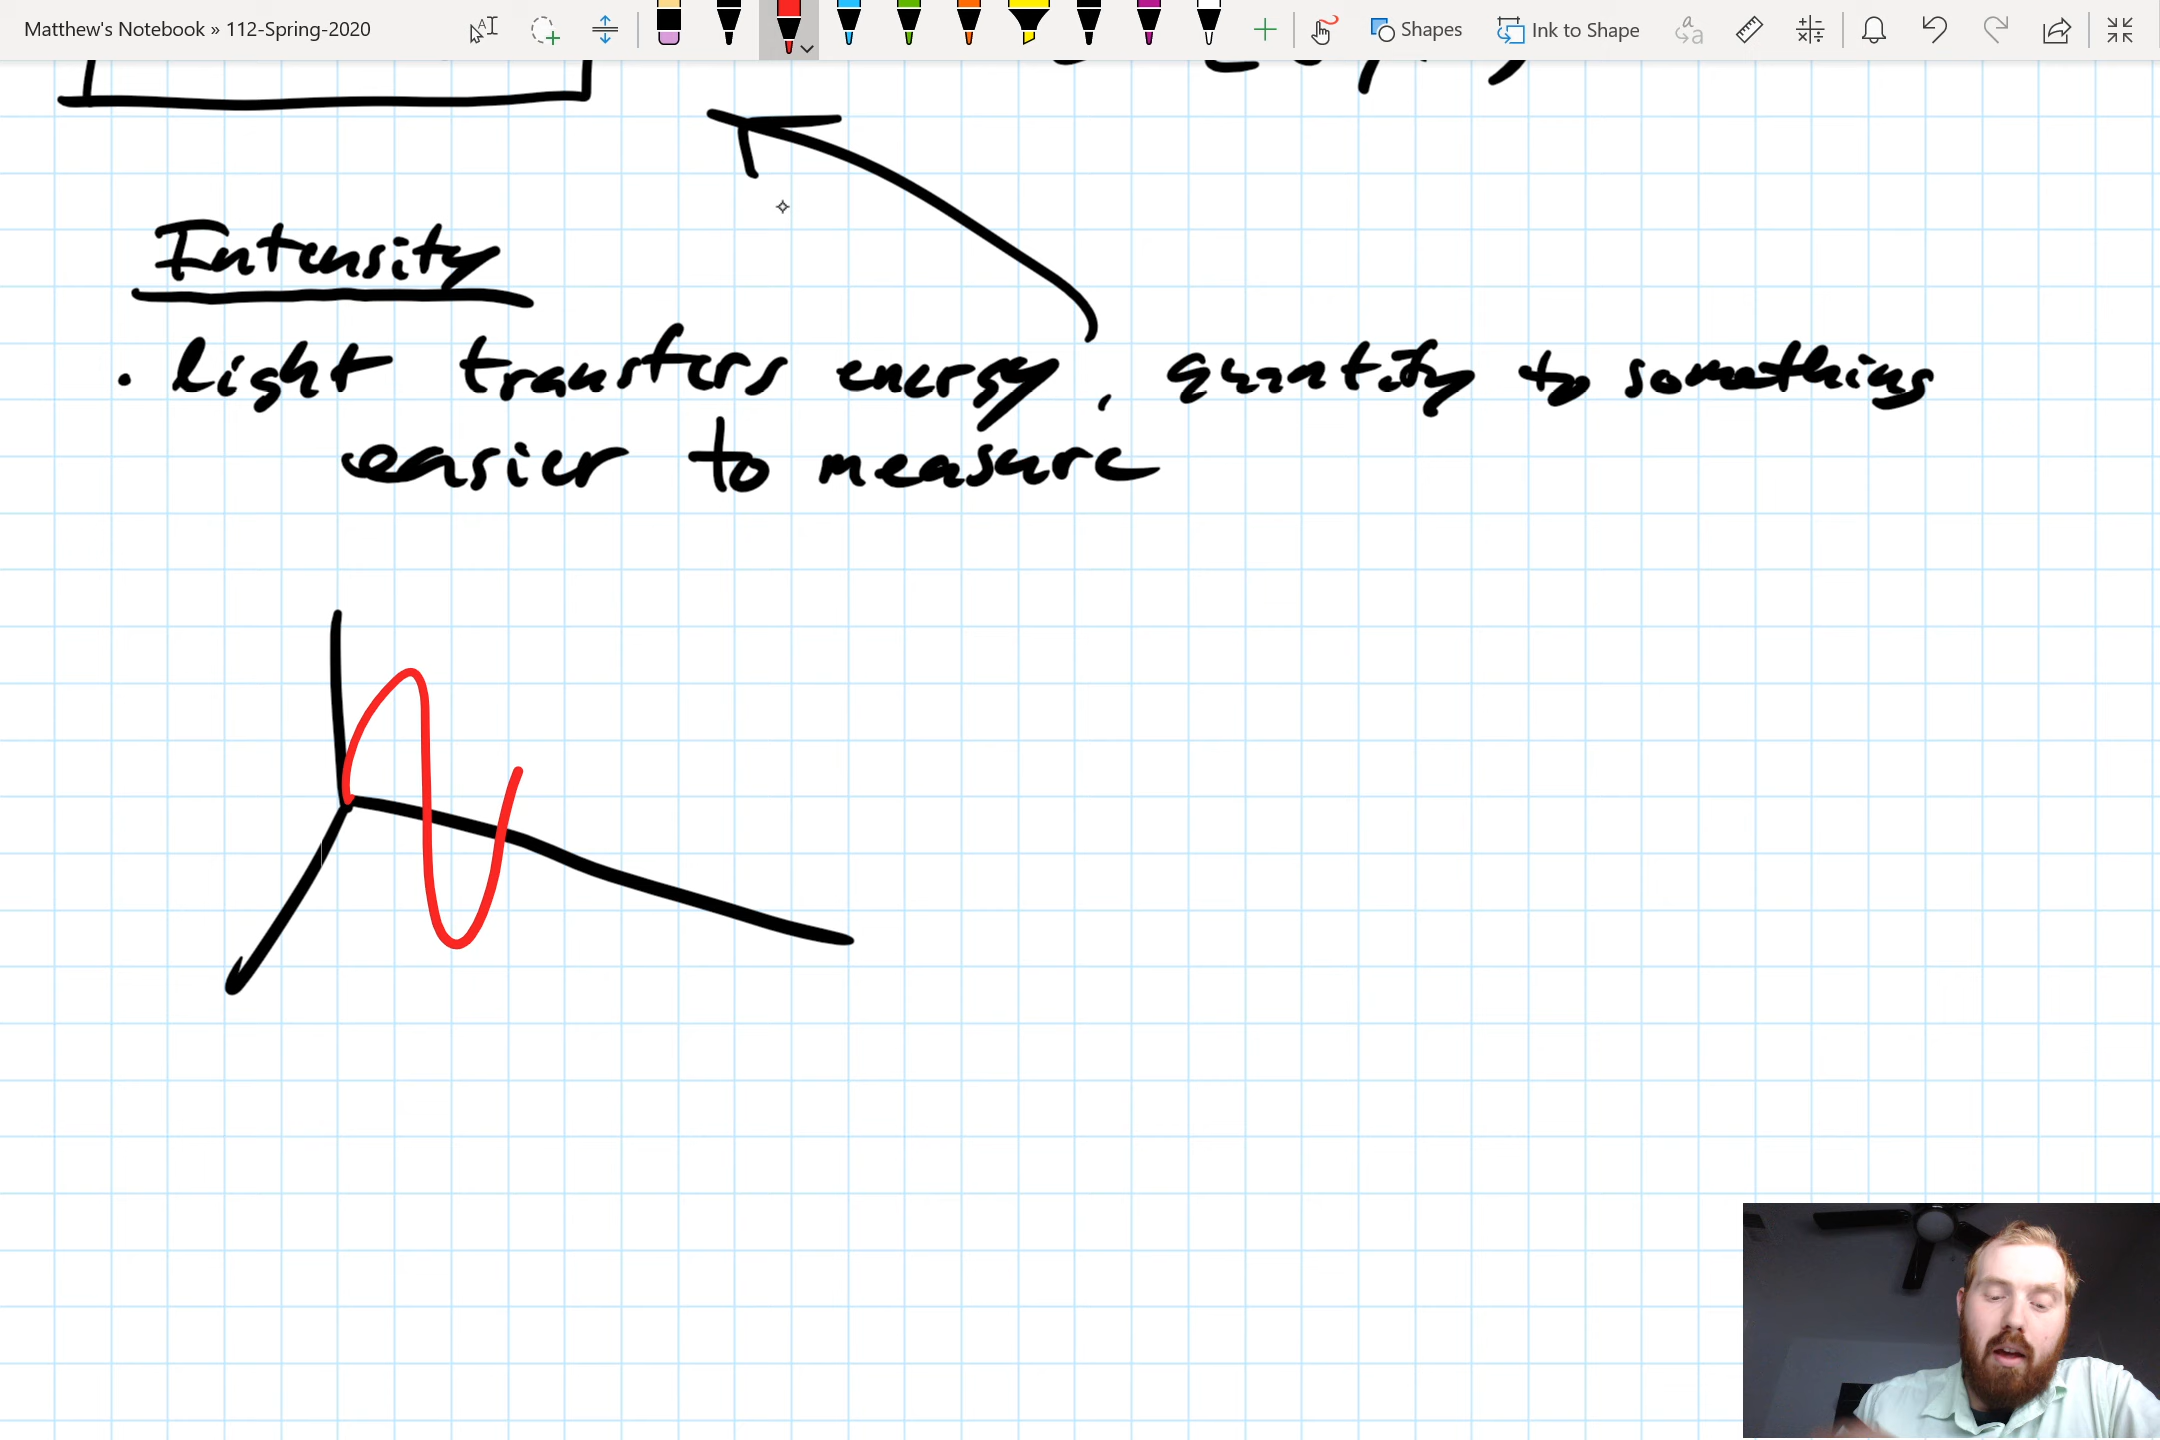 Matthew's Notebook » 112-Spring-2020
Shapes
Ink to Shape
Intensity
. light transfers energy, quantity to something
easier to measure